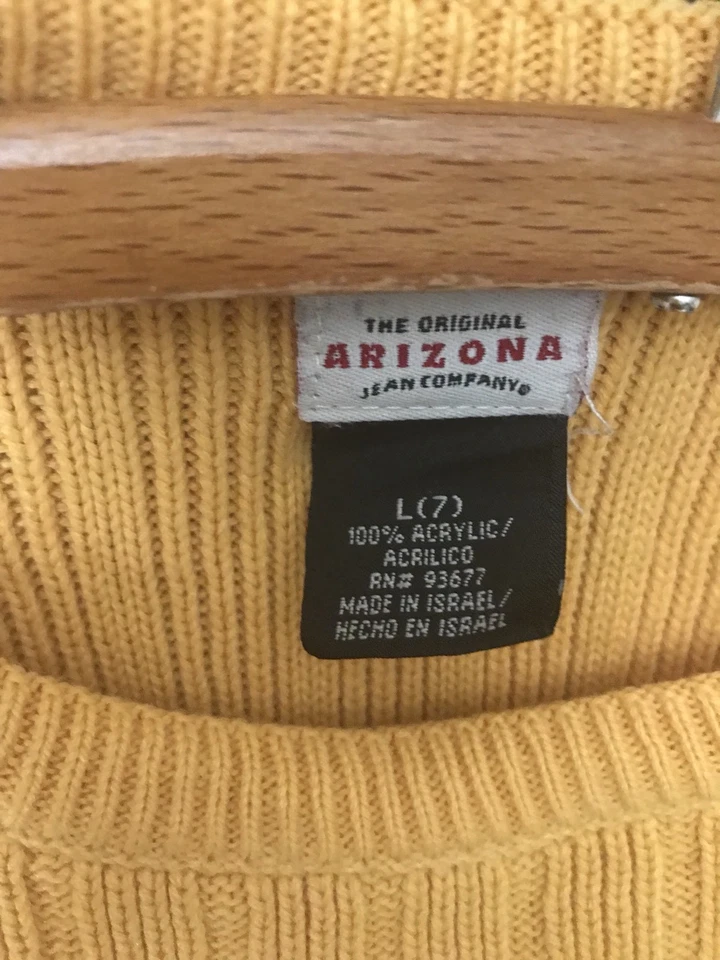 THE ORIGINAL
ARIZONA
JEAN COMPANY®
L(7)
100% ACRYLIC/
ACRILICO
RN# 93677
MADE IN ISRAEL/
HECHO EN ISRAEL